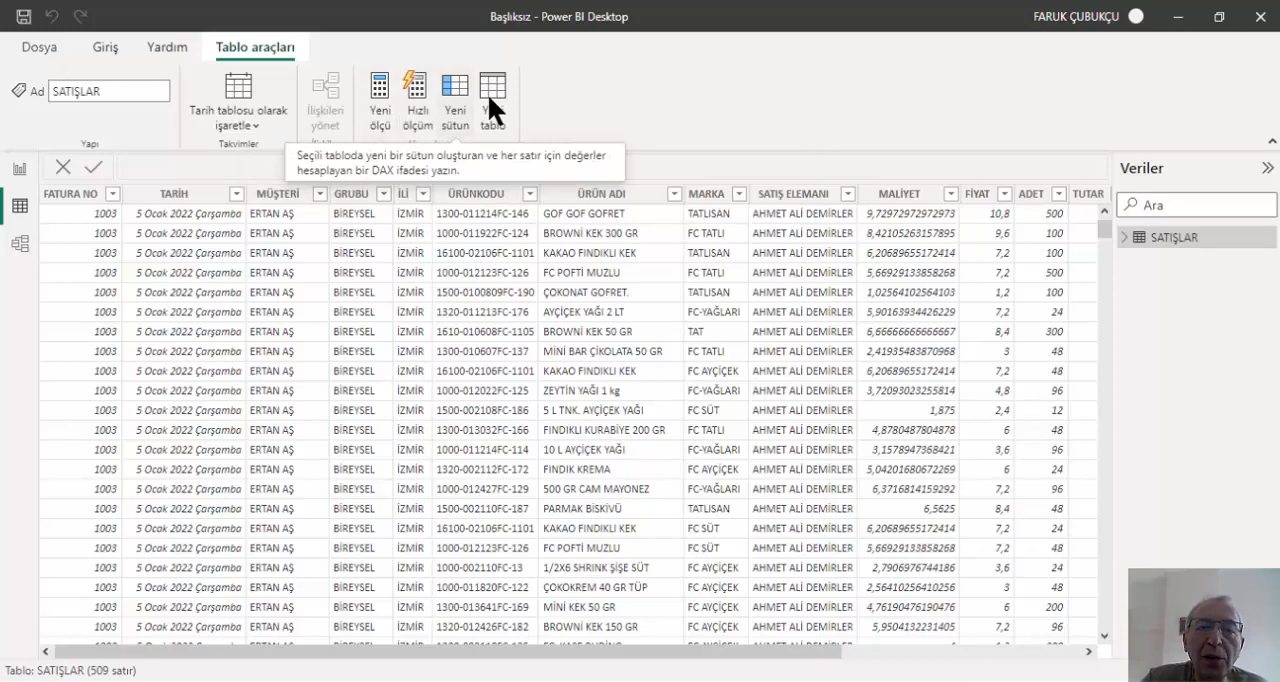 Başlıksız - Power BI Desktop
FARUK ÇUBUKÇU
Dosya Giriş Yardım Tablo araçları
Ad SATIŞLAR
Tarih tablosu olarak işaretle
İlişkileri yönet
Yeni ölçü
Hızlı ölçüm
Yeni sütun
tablo
Yapı
Takvimler
Seçili tabloda yeni bir sütun oluşturan ve her satır için değerler
hesaplayan bir DAX ifadesi yazın.
FATURA NO TARİH MÜŞTERİ GRUBU İLİ ÜRÜNKODU ÜRÜN ADI MARKA SATIŞ ELEMANI MALİYET FİYAT ADET TUTAR
1003 5 Ocak 2022 Çarşamba ERTAN AŞ BİREYSEL İZMİR 1300-011214FC-146 GOF GOF GOFRET TATLISAN AHMET ALİ DEMİRLER 9,72972972972973 10,8 500
1003 5 Ocak 2022 Çarşamba ERTAN AŞ BİREYSEL İZMİR 1300-011922FC-124 BROWNİ KEK 300 GR FC TATLI AHMET ALİ DEMİRLER 8,42105263157895 9,6 100
1003 5 Ocak 2022 Çarşamba ERTAN AŞ BİREYSEL İZMİR 16100-02106FC-1101 KAKAO FINDIKLI KEK TATLISAN AHMET ALİ DEMİRLER 6,20689655172414 7,2 100
1003 5 Ocak 2022 Çarşamba ERTAN AŞ BİREYSEL İZMİR 1000-012123FC-126 FC POFTİ MUZLU FC TATLI AHMET ALİ DEMİRLER 5,66929133858268 7,2 500
1003 5 Ocak 2022 Çarşamba ERTAN AŞ BİREYSEL İZMİR 1500-0100809FC-190 ÇOKONAT GOFRET. TATLISAN AHMET ALİ DEMİRLER 1,02564102564103 1,2 100
1003 5 Ocak 2022 Çarşamba ERTAN AŞ BİREYSEL İZMİR 1320-011213FC-176 AYÇİÇEK YAĞI 2 LT FC-YAĞLARI AHMET ALİ DEMİRLER 5,90163934426229 7,2 24
1003 5 Ocak 2022 Çarşamba ERTAN AŞ BİREYSEL İZMİR 1610-010608FC-1105 BROWNİ KEK 50 GR TAT AHMET ALİ DEMİRLER 6,66666666666667 8,4 300
1003 5 Ocak 2022 Çarşamba ERTAN AŞ BİREYSEL İZMİR 1300-010607FC-137 MİNİ BAR ÇİKOLATA 50 GR FC TATLI AHMET ALİ DEMİRLER 2,41935483870968 3 48
1003 5 Ocak 2022 Çarşamba ERTAN AŞ BİREYSEL İZMİR 16100-02106FC-1101 KAKAO FINDIKLI KEK FC AYÇİÇEK AHMET ALİ DEMİRLER 6,20689655172414 7,2 48
1003 5 Ocak 2022 Çarşamba ERTAN AŞ BİREYSEL İZMİR 1000-012022FC-125 ZEYTİN YAĞI 1 kg FC-YAĞLARI AHMET ALİ DEMİRLER 3,72093023255814 4,8 96
1003 5 Ocak 2022 Çarşamba ERTAN AŞ BİREYSEL İZMİR 1500-002108FC-186 5 L TNK. AYÇİÇEK YAĞI FC SÜT AHMET ALİ DEMİRLER 1,875 2,4 12
1003 5 Ocak 2022 Çarşamba ERTAN AŞ BİREYSEL İZMİR 1300-013032FC-166 FINDIKLI KURABİYE 200 GR FC TATLI AHMET ALİ DEMİRLER 4,8780487804878 6 48
1003 5 Ocak 2022 Çarşamba ERTAN AŞ BİREYSEL İZMİR 1000-011214FC-114 10 L AYÇİÇEK YAĞI FC-YAĞLARI AHMET ALİ DEMİRLER 3,1578947368421 3,6 96
1003 5 Ocak 2022 Çarşamba ERTAN AŞ BİREYSEL İZMİR 1320-002112FC-172 FINDIK KREMA FC AYÇİÇEK AHMET ALİ DEMİRLER 5,04201680672269 6 24
1003 5 Ocak 2022 Çarşamba ERTAN AŞ BİREYSEL İZMİR 1000-012427FC-129 500 GR CAM MAYONEZ FC-YAĞLARI AHMET ALİ DEMİRLER 6,3716814159292 7,2 96
1003 5 Ocak 2022 Çarşamba ERTAN AŞ BİREYSEL İZMİR 1500-002110FC-187 PARMAK BİSKİVÜ TATLISAN AHMET ALİ DEMİRLER 6,5625 8,4 48
1003 5 Ocak 2022 Çarşamba ERTAN AŞ BİREYSEL İZMİR 16100-02106FC-1101 KAKAO FINDIKLI KEK FC SÜT AHMET ALİ DEMİRLER 6,20689655172414 7,2 24
1003 5 Ocak 2022 Çarşamba ERTAN AŞ BİREYSEL İZMİR 1000-012123FC-126 FC POFTİ MUZLU FC SÜT AHMET ALİ DEMİRLER 5,66929133858268 7,2 48
1003 5 Ocak 2022 Çarşamba ERTAN AŞ BİREYSEL İZMİR 1000-002110FC-13 1/2X6 SHRINK ŞİŞE SÜT FC AYÇİÇEK AHMET ALİ DEMİRLER 2,7906976744186 3,6 24
1003 5 Ocak 2022 Çarşamba ERTAN AŞ BİREYSEL İZMİR 1000-011820FC-122 ÇOKOKREM 40 GR TÜP FC AYÇİÇEK AHMET ALİ DEMİRLER 2,56410256410256 3 48
1003 5 Ocak 2022 Çarşamba ERTAN AŞ BİREYSEL İZMİR 1300-013641FC-169 MİNİ KEK 50 GR FC AYÇİÇEK AHMET ALİ DEMİRLER 4,76190476190476 6 200
1003 5 Ocak 2022 Çarşamba ERTAN AŞ BİREYSEL İZMİR 1320-012426FC-182 BROWNİ KEK 150 GR FC AYÇİÇEK AHMET ALİ DEMİRLER 5,9504132231405 7,2 96
Veriler
Ara
SATIŞLAR
Tablo: SATIŞLAR (509 satır)